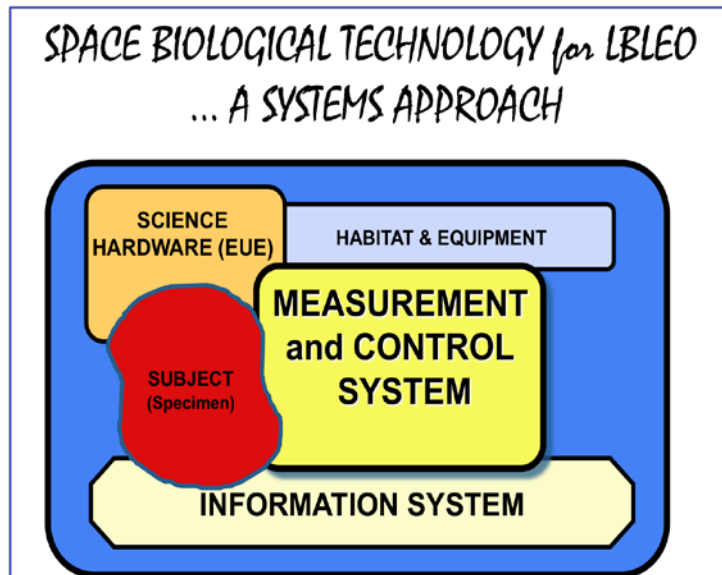 SPACE BIOLOGICAL TECHNOLOGY for LBLEO
... A SYSTEMS APPROACH
SCIENCE
HARDWARE (EUE)
HABITAT & EQUIPMENT
MEASUREMENT
and CONTROL
SYSTEM
SUBJECT
(Specimen)
INFORMATION SYSTEM